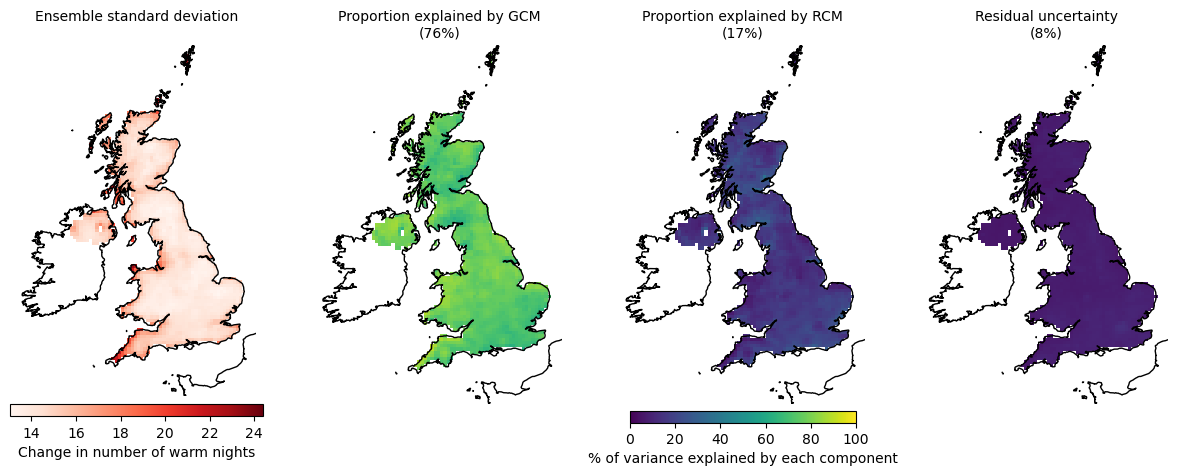 Ensemble standard deviation
Proportion explained by GCM
(76%)
Proportion explained by RCM
(17%)
Residual uncertainty
(8%)
14 16 18 20 22 24
Change in number of warm nights
0 20 40 60 80 100
% of variance explained by each component